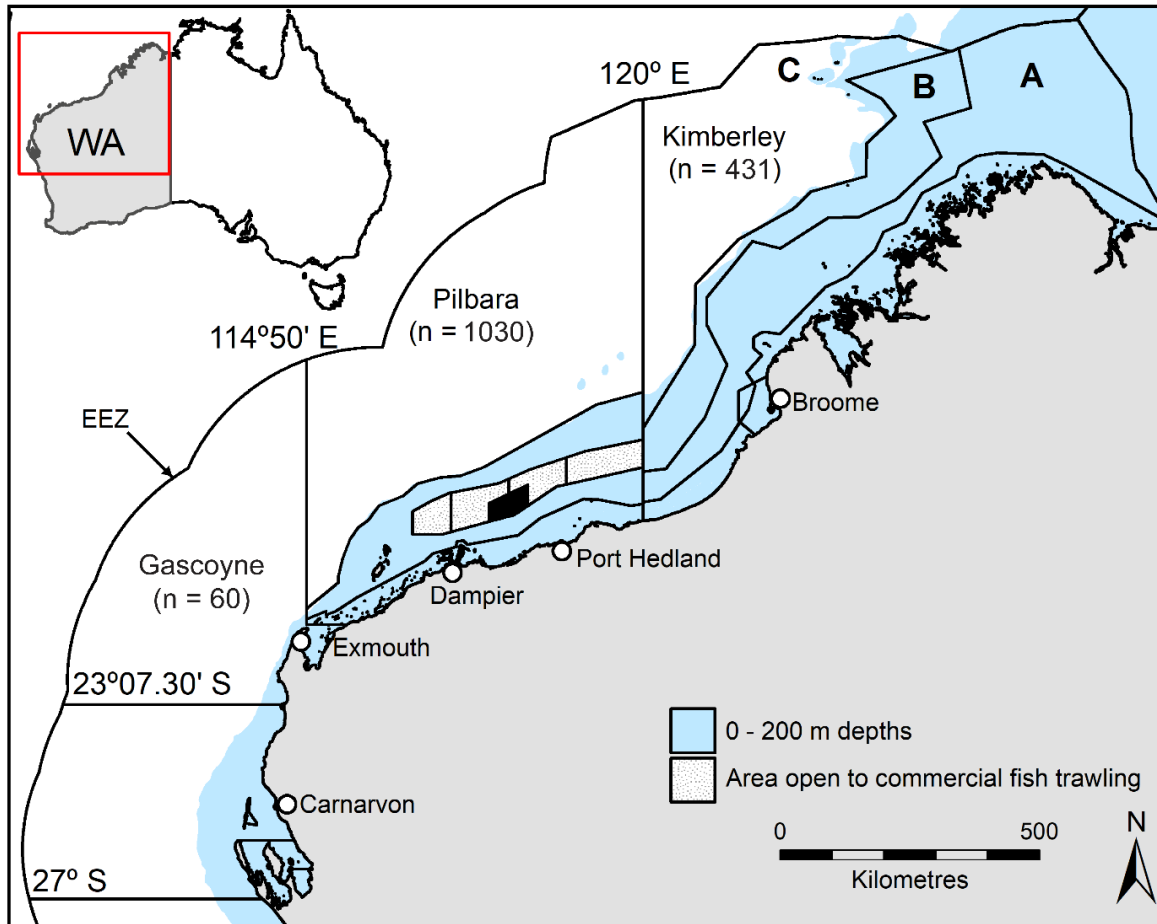 WA
120º E
C
B
A
Kimberley
(n = 431)
Pilbara
(n = 1030)
114º50' E
EEZ
Broome
Gascoyne
(n = 60)
Port Hedland
Dampier
Exmouth
23º07.30' S
0 - 200 m depths
Area open to commercial fish trawling
Carnarvon
0
500
N
Kilometres
27º S